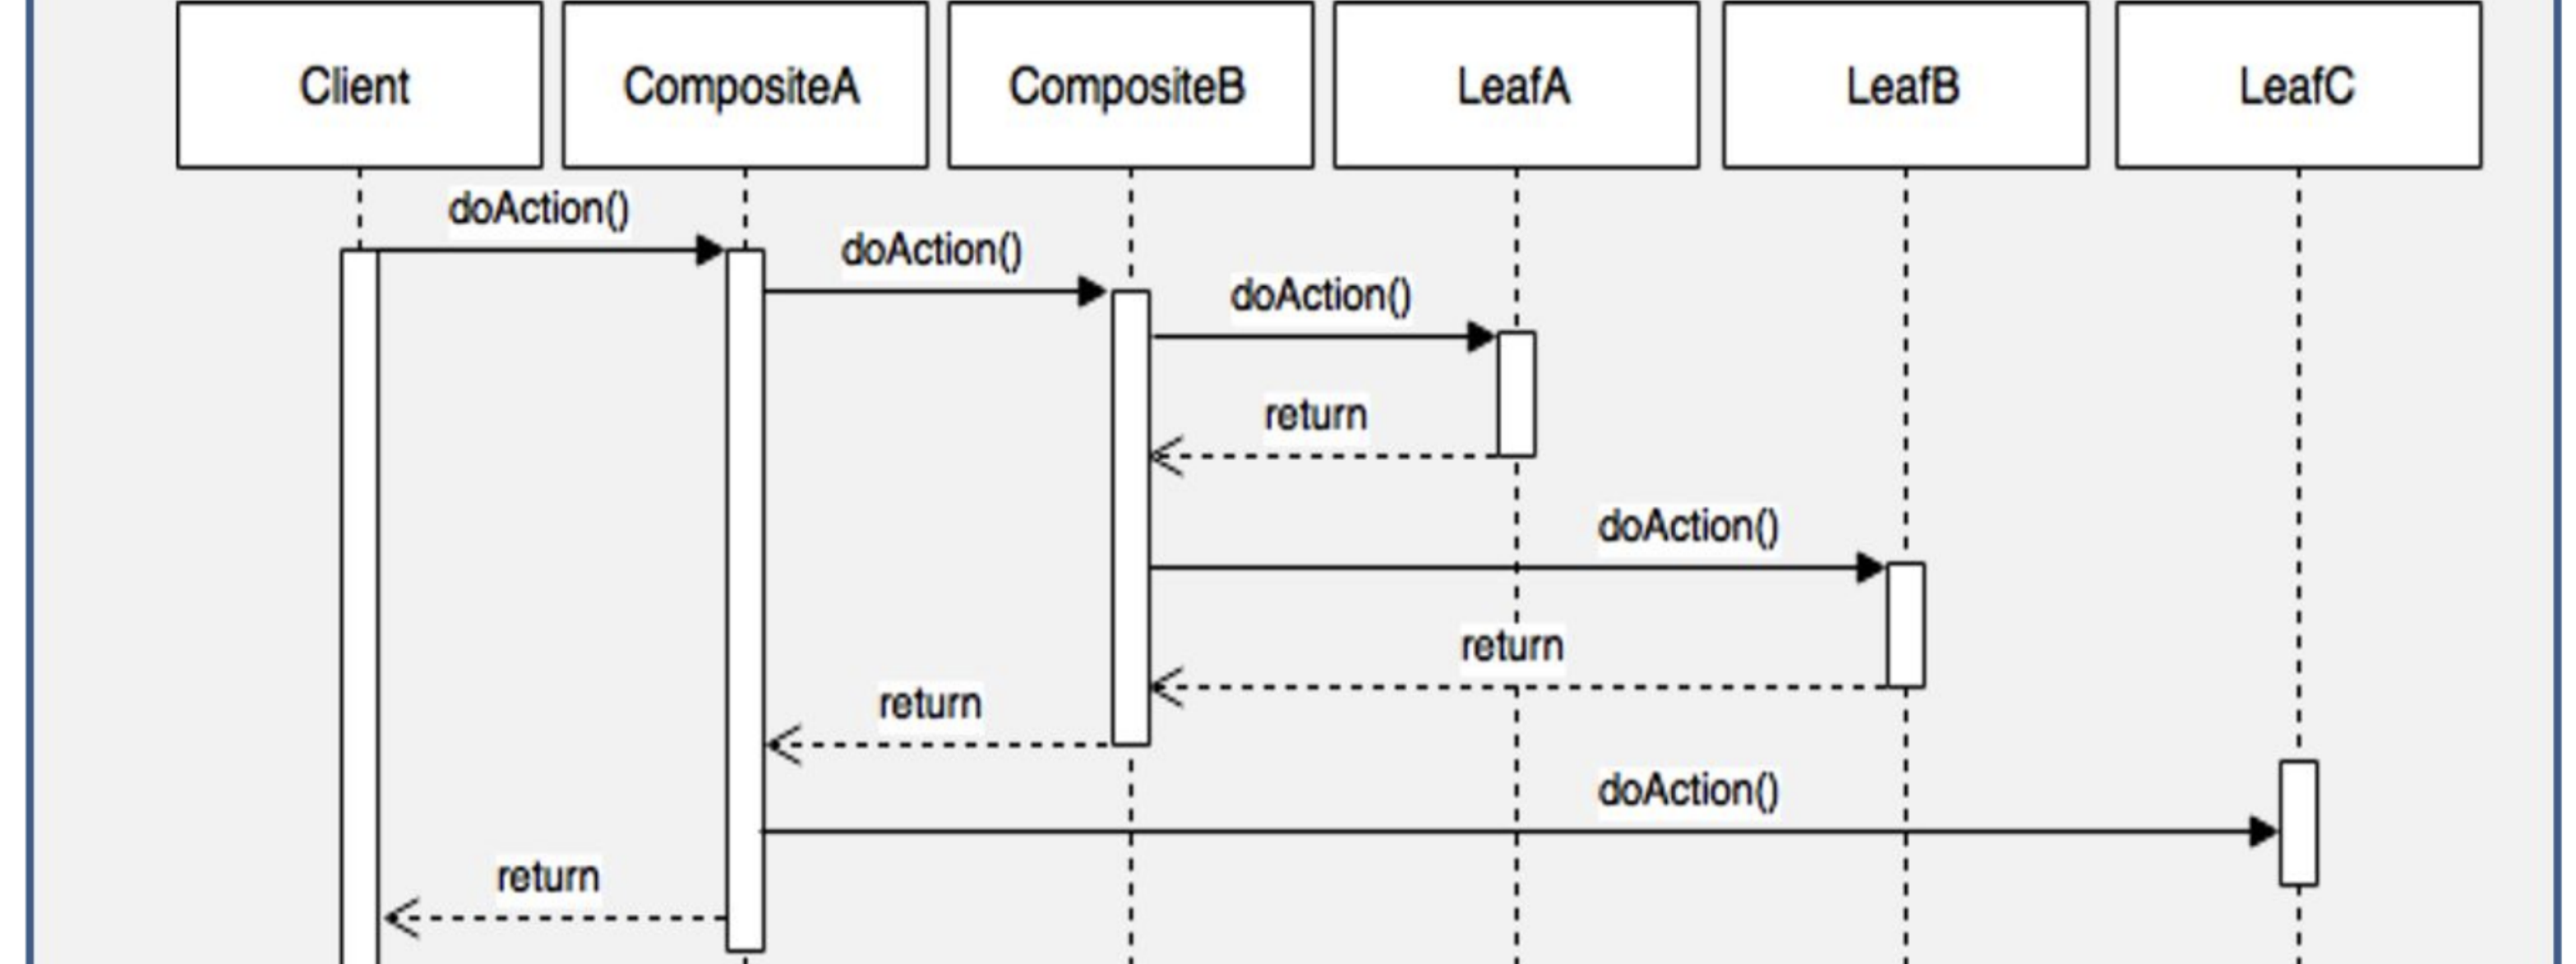 Client
CompositeA
CompositeB
LeafA
LeafB
LeafC
doAction()
doAction()
doAction()
return
doAction()
return
return
doAction()
return